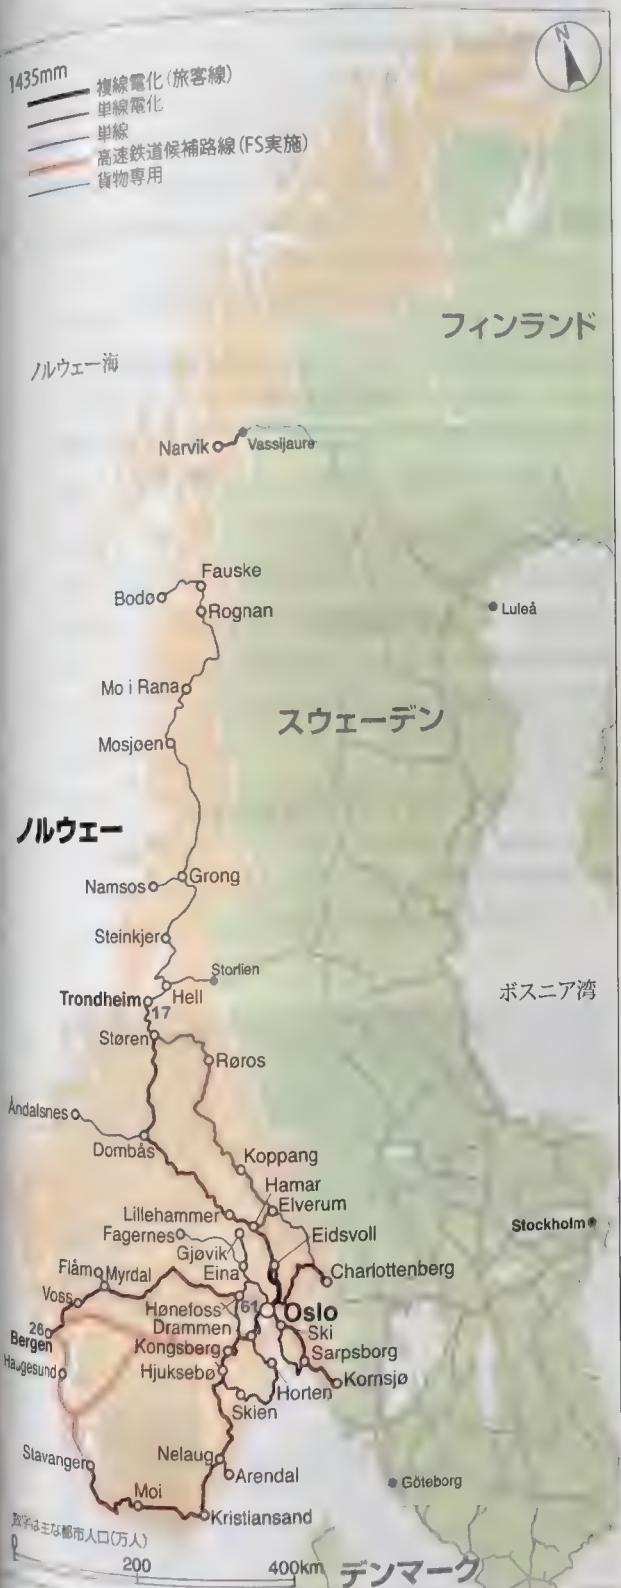 1435mm
複線電化(旅客線)
単線電化
単線
高速鉄道候補路線(FS実施)
貨物専用
N
フィンランド
ノルウェー海
Narvik
Vassijaure
Fauske
Bodø
Rognan
Luleå
Mo i Rana
スウェーデン
Mosjøen
ノルウェー
Grong
Namsos
Steinkjer
Storlien
ボスニア湾
Hell
Trondheim
17
Støren
Røros
Åndalsnes
Dombås
Koppang
Hamar
Elverum
Lillehammer
Stockholm
Fagernes
Eidsvoll
Gjøvik
Flåm
Myrdal
Eina
Charlottenberg
Voss
Hønefoss
61
Oslo
26
Bergen
Drammen
Ski
Kongsberg
Sarpsborg
Haugesund
Hjuksebø
Kornsjø
Horten
Skien
Stavanger
Nelaug
Arendal
Göteborg
Moi
Kristiansand
数字は主な都市人口(万人)
0
200
400km
デンマーク